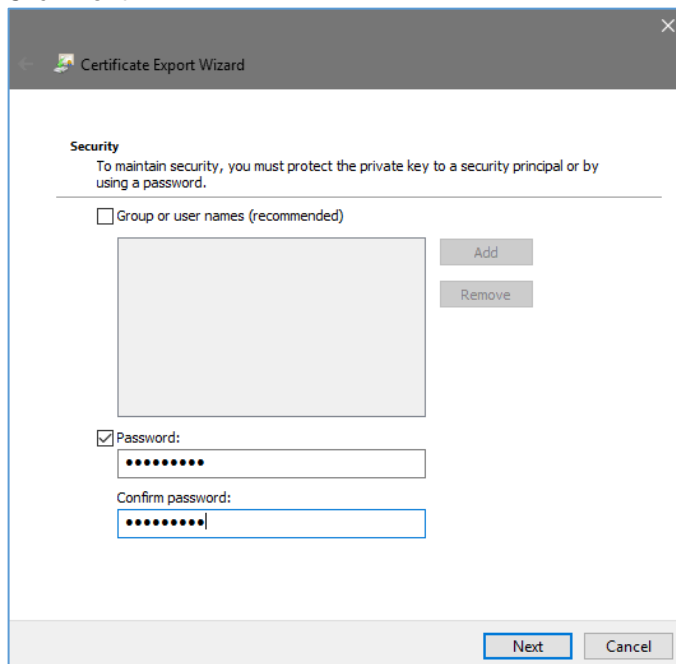 Certificate Export Wizard
Security
To maintain security, you must protect the private key to a security principal or by
using a password.
Group or user names (recommended)
Add
Remove
Password:
•••••••••
Confirm password:
•••••••••
Next
Cancel